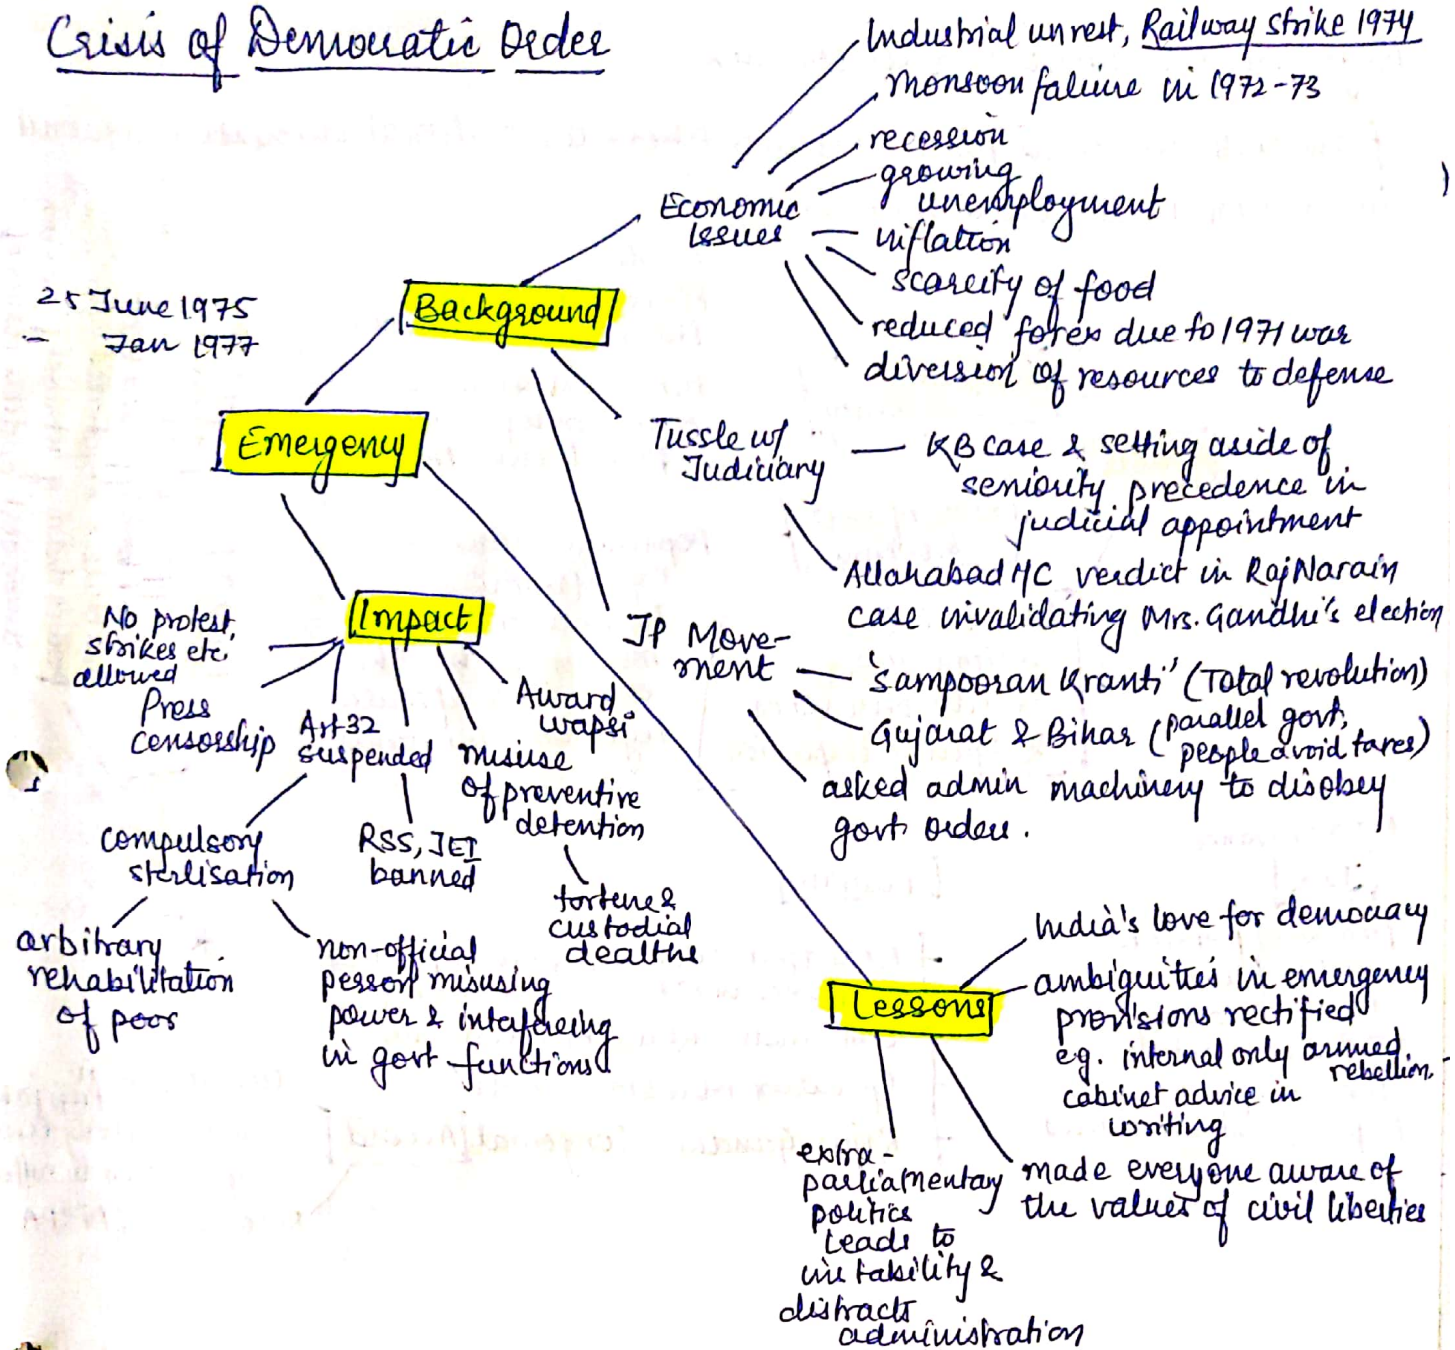 Crisis of Democratic Order
Industrial unrest, Railway strike 1974
Monsoon faliure in 1972-73
recession
growing
unemployment
Economic
Issues
inflation
scarcity of food
reduced forex due to 1971 war
diversion of resources to defense
Background
25 June 1975
- Jan 1977
Emergency
Tussle w/
Judiciary
KB case & setting aside of
seniority precedence in
judicial appointment
Allahabad HC verdict in Raj Narain
case invalidating Mrs. Gandhi's election
JP Move-
ment
'Sampooran Kranti' (Total revolution)
Gujarat & Bihar (parallel govt,
people avoid taxes)
asked admin machinery to disobey
govt orders.
Impact
No protest,
strikes etc
allowed
Press
censorship
Art 32
suspended
compulsory
sterlisation
arbitrary
rehabilitation
of poor
non-official
person misusing
power & interfering
in govt functions
RSS, JEI
banned
misuse
of preventive
detention
torture &
custodial
deaths
Award
wapsi
Lessons
India's love for democracy
ambiguities in emergency
provisions rectified
eg. internal only armed
rebellion.
cabinet advice in
writing
made everyone aware of
the values of civil liberties
extra-
parliamentary
politics
leads to
instability &
distracts
administration